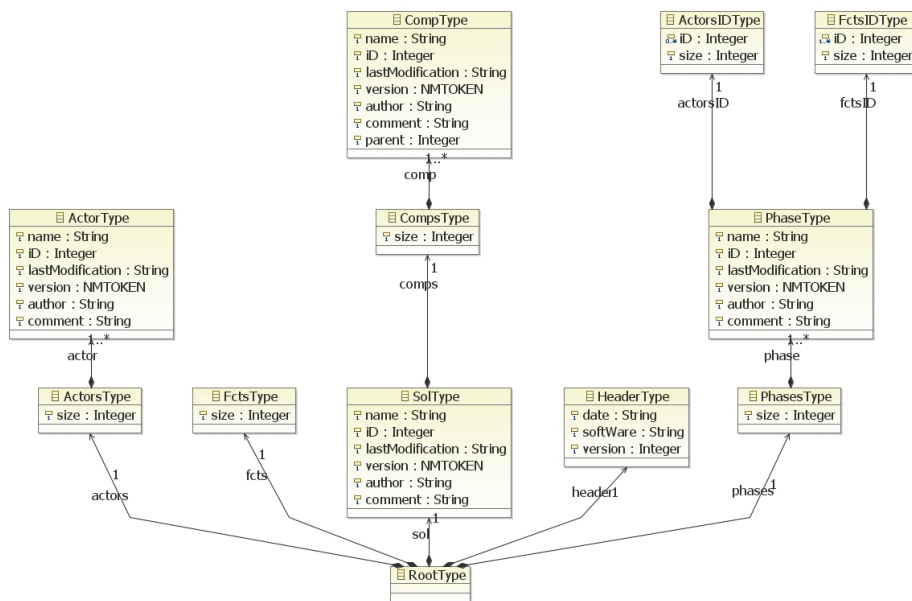 CompType
name : String
iD : Integer
lastModification : String
version : NMTOKEN
author : String
comment : String
parent : Integer
ActorsIDType
0..* iD : Integer
size : Integer
FctsIDType
1..* iD : Integer
size : Integer
1
actorsID
1
fctsID
1..*
comp
ActorType
name : String
iD : Integer
lastModification : String
version : NMTOKEN
author : String
comment : String
CompsType
size : Integer
PhaseType
name : String
iD : Integer
lastModification : String
version : NMTOKEN
author : String
comment : String
1
comps
1..*
actor
1..*
phase
ActorsType
size : Integer
FctsType
size : Integer
SolType
name : String
iD : Integer
lastModification : String
version : NMTOKEN
author : String
comment : String
HeaderType
date : String
softWare : String
version : Integer
PhasesType
size : Integer
1
actors
1
fcts
1
sol
header1
phases1
RootType